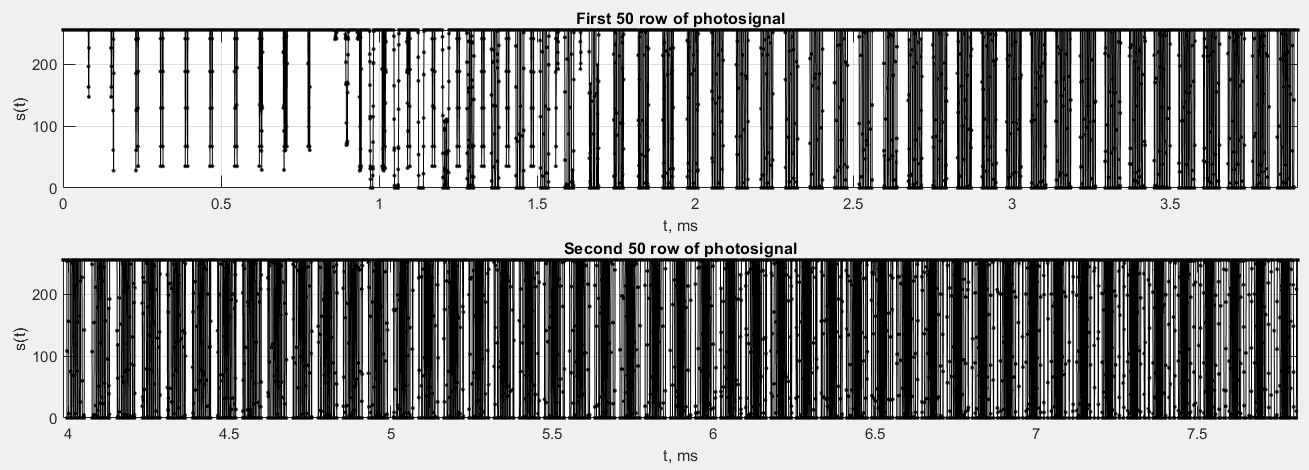 First 50 row of photosignal
200
100
0
s(t)
0 0.5 1 1.5 2 2.5 3 3.5
t, ms
Second 50 row of photosignal
200
100
0
s(t)
4 4.5 5 5.5 6 6.5 7 7.5
t, ms